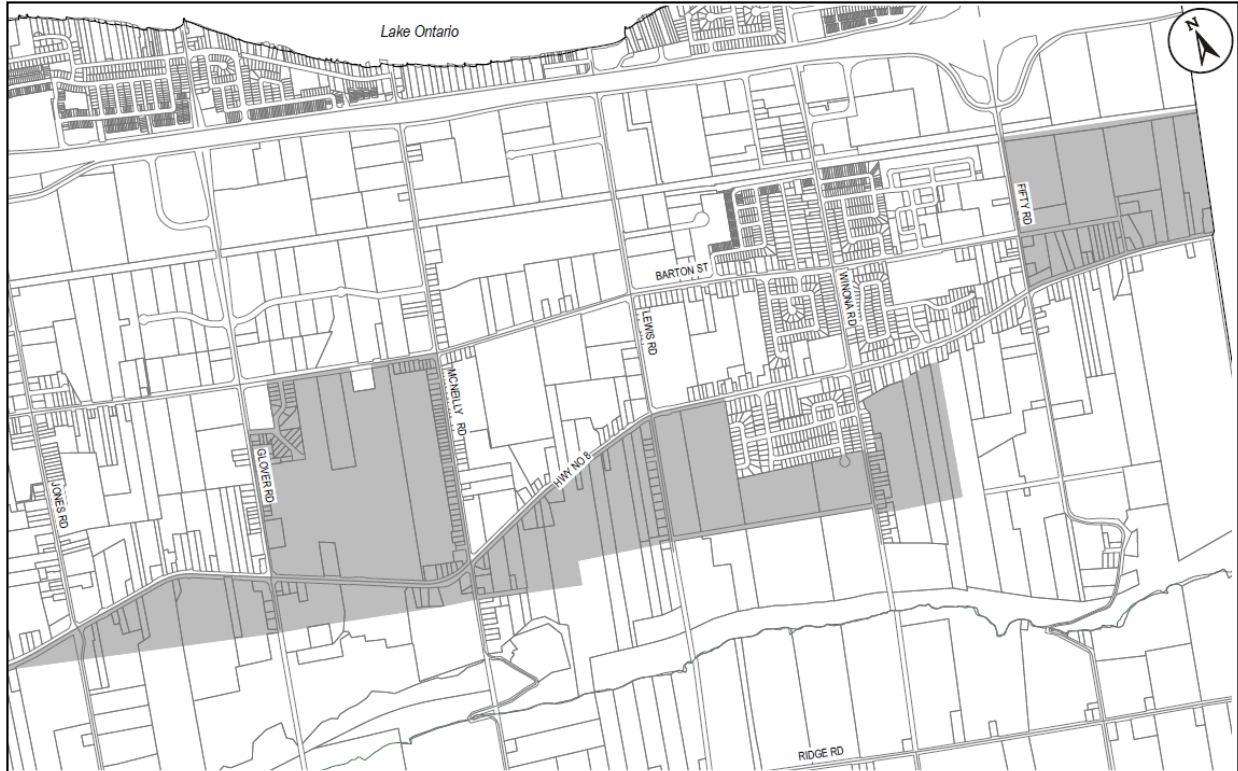 Lake Ontario
N
FIFTY RD
BARTON ST
WINONA RD
LEWIS RD
MCNEILLY RD
GLOVER RD
HWY NO 8
JONES RD
RIDGE RD